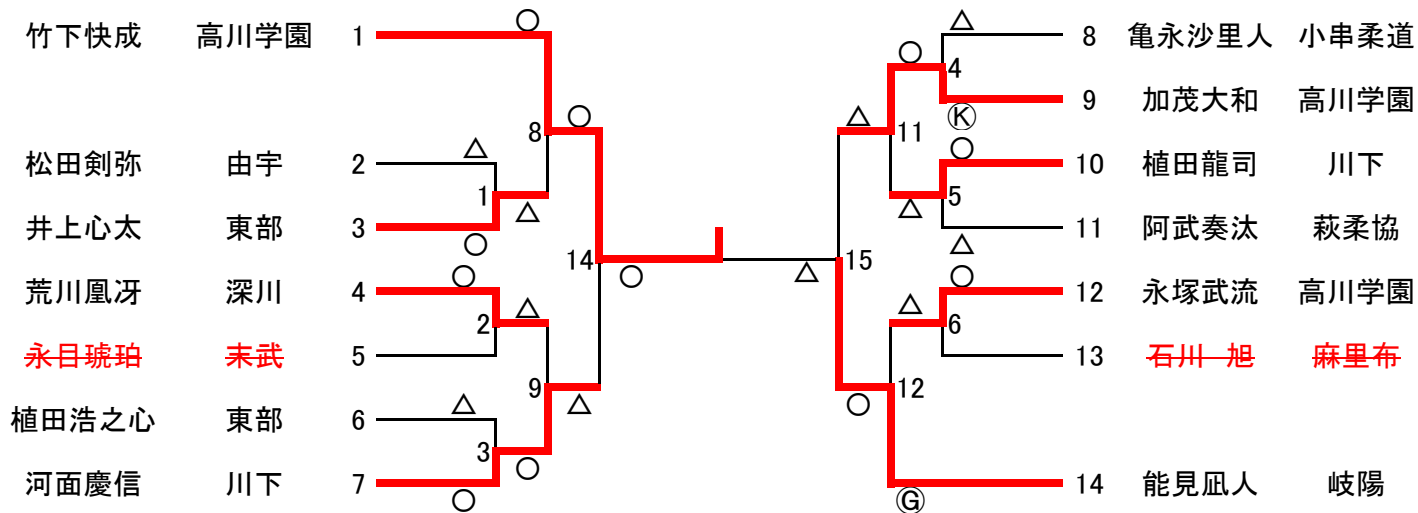 竹下快成 高川学園 1 ○ △ 8 亀永沙里人 小串柔道
○ 4
9 加茂大和 高川学園
8 ○ △ 11 Ⓚ
松田剣弥 由宇 2 △ ○ 10 植田龍司 川下
1 △ △ 5
井上心太 東部 3 ○ △ 11 阿武奏汰 萩柔協
14 ○ △ 15
荒川凰冴 深川 4 ○ ○ 12 永塚武流 高川学園
2 △ △ 6
永目琥珀 末武 5 13 石川 旭 麻里布
9 △ ○ 12
植田浩之心 東部 6 △
3 ○
河面慶信 川下 7 ○ Ⓖ 14 能見凪人 岐陽